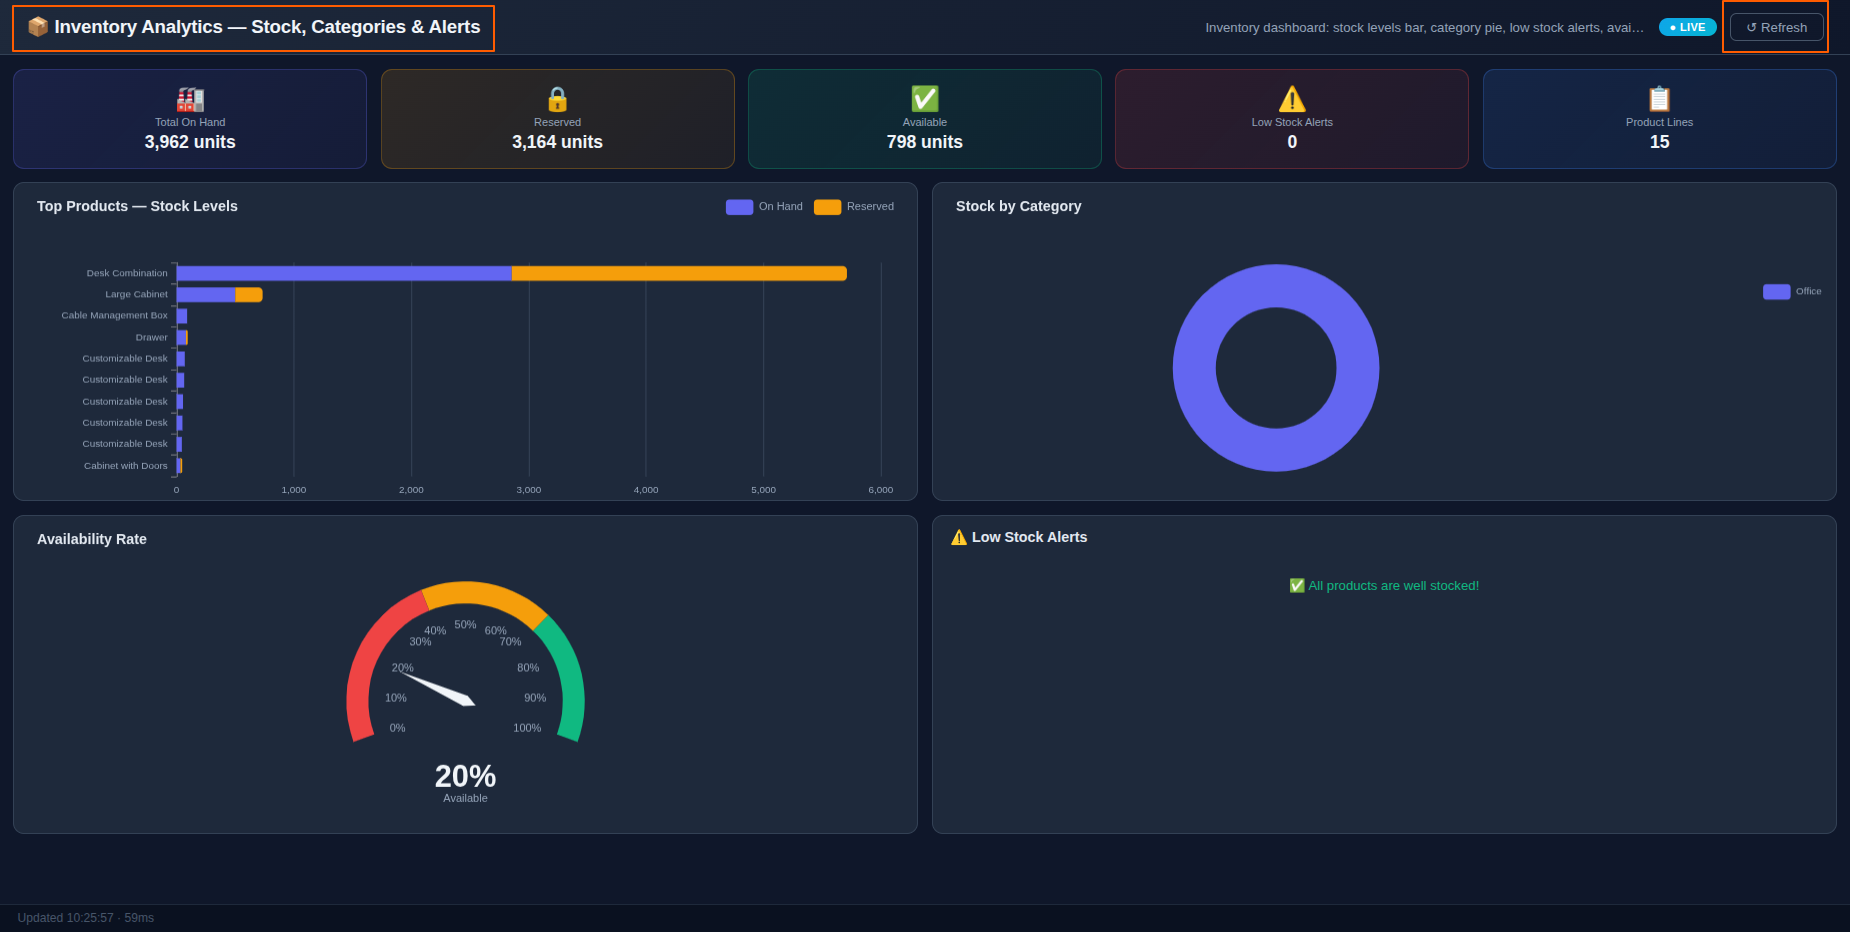 📦 Inventory Analytics — Stock, Categories & Alerts
Inventory dashboard: stock levels bar, category pie, low stock alerts, avai…
● LIVE
↺ Refresh
Total On Hand
3,962 units
Reserved
3,164 units
Available
798 units
Low Stock Alerts
0
Product Lines
15
Top Products — Stock Levels
On Hand
Reserved
Desk Combination
Large Cabinet
Cable Management Box
Drawer
Customizable Desk
Customizable Desk
Customizable Desk
Customizable Desk
Customizable Desk
Cabinet with Doors
0 1,000 2,000 3,000 4,000 5,000 6,000
Stock by Category
Office
Availability Rate
0%
10%
20%
30%
40%
50%
60%
70%
80%
90%
100%
20%
Available
⚠️ Low Stock Alerts
✅ All products are well stocked!
Updated 10:25:57 · 59ms